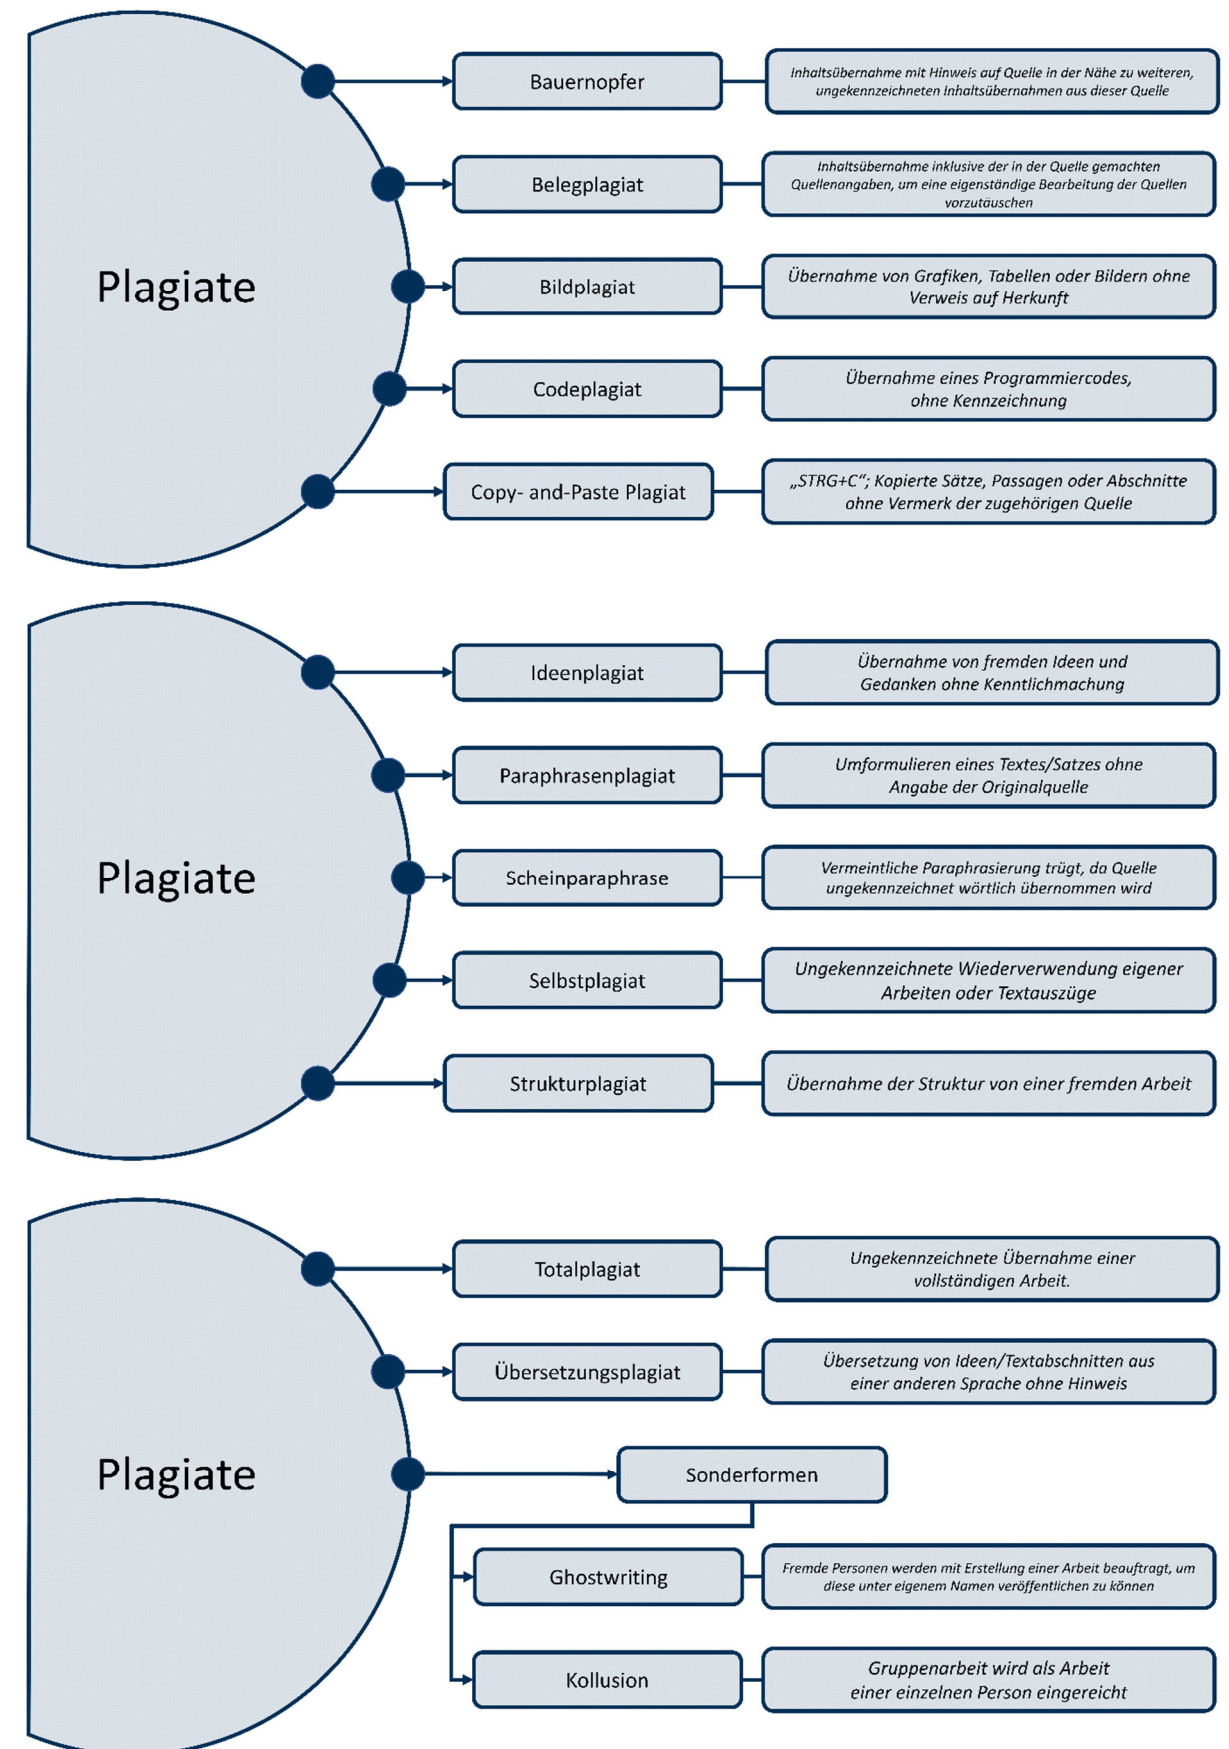 Plagiate
Bauernopfer
Inhaltsübernahme mit Hinweis auf Quelle in der Nähe zu weiteren,
ungekennzeichneten Inhaltsübernahmen aus dieser Quelle
Belegplagiat
Inhaltsübernahme inklusive der in der Quelle gemachten
Quellenangaben, um eine eigenständige Bearbeitung der Quellen
vorzutäuschen
Bildplagiat
Übernahme von Grafiken, Tabellen oder Bildern ohne
Verweis auf Herkunft
Codeplagiat
Übernahme eines Programmiercodes,
ohne Kennzeichnung
Copy- and-Paste Plagiat
„STRG+C“; Kopierte Sätze, Passagen oder Abschnitte
ohne Vermerk der zugehörigen Quelle
Plagiate
Ideenplagiat
Übernahme von fremden Ideen und
Gedanken ohne Kenntlichmachung
Paraphrasenplagiat
Umformulieren eines Textes/Satzes ohne
Angabe der Originalquelle
Scheinparaphrase
Vermeintliche Paraphrasierung trügt, da Quelle
ungekennzeichnet wörtlich übernommen wird
Selbstplagiat
Ungekennzeichnete Wiederverwendung eigener
Arbeiten oder Textauszüge
Strukturplagiat
Übernahme der Struktur von einer fremden Arbeit
Plagiate
Totalplagiat
Ungekennzeichnete Übernahme einer
vollständigen Arbeit.
Übersetzungsplagiat
Übersetzung von Ideen/Textabschnitten aus
einer anderen Sprache ohne Hinweis
Sonderformen
Ghostwriting
Fremde Personen werden mit Erstellung einer Arbeit beauftragt, um
diese unter eigenem Namen veröffentlichen zu können
Kollusion
Gruppenarbeit wird als Arbeit
einer einzelnen Person eingereicht